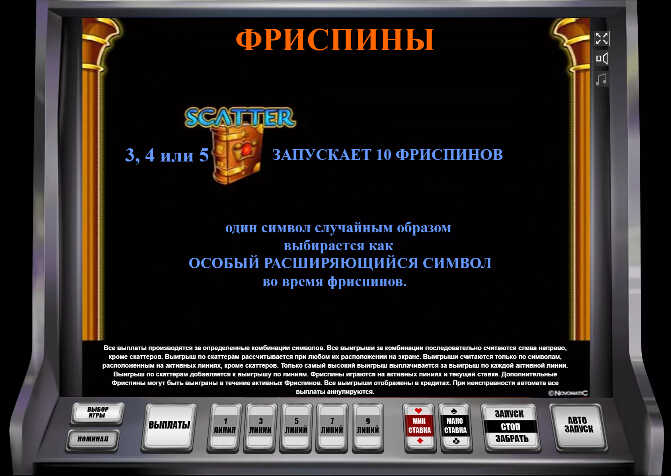 ФРИСПИНЫ
SCATTER
3, 4 или 5 ЗАПУСКАЕТ 10 ФРИСПИНОВ
один символ случайным образом
выбирается как
ОСОБЫЙ РАСШИРЯЮЩИЙСЯ СИМВОЛ
во время фриспинов.
Все выплаты производятся за определенные комбинации символов. Все выигрыши за комбинации последовательно считаются слева направо,
кроме скаттеров. Выигрыш по скаттерам рассчитывается при любом их расположении на экране. Выигрыши считаются только по символам,
расположенным на активных линиях, кроме скаттеров. Только самый высокий выигрыш выплачивается за выигрыш по каждой активной линии.
Выигрыш по скаттерам добавляется к выигрышу по линиям. Фриспины играются на активных линиях и текущих ставке. Дополнительные
Фриспины могут быть выиграны в течение активных Фриспинов. Все выигрыши отображены в кредитах. При неисправности автомата все
выплаты аннулируются.
©NOVOMATIC
ВЫБОР
ИГРЫ
НОМИНАЛ
ВЫПЛАТЫ
1
ЛИНИЯ
3
ЛИНИИ
5
ЛИНИЙ
7
ЛИНИЙ
9
ЛИНИЙ
МИН
СТАВКА
МАКС
СТАВКА
ЗАПУСК
СТОП
ЗАБРАТЬ
АВТО
ЗАПУСК